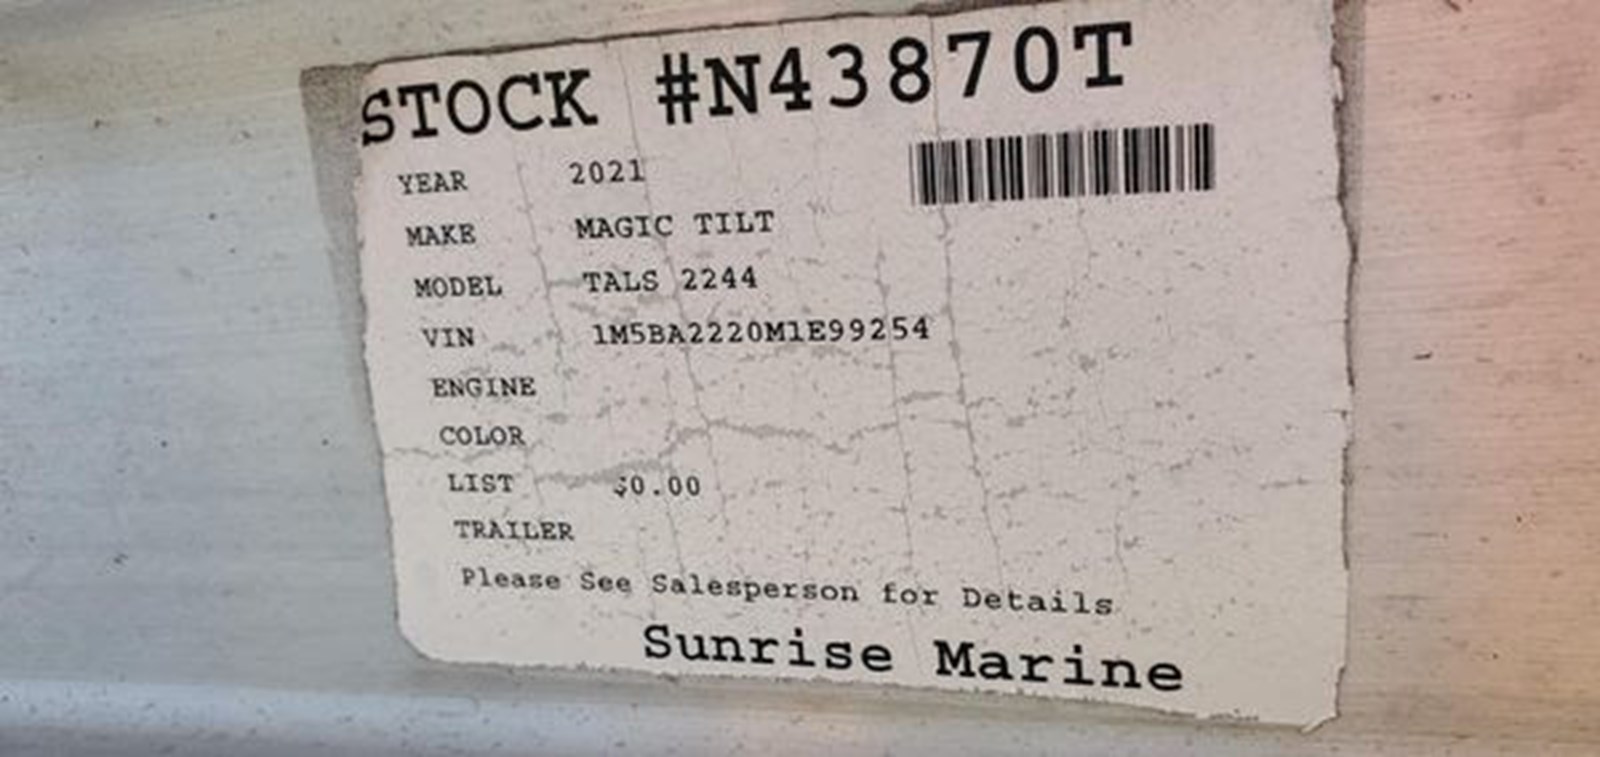 STOCK #N43870T
YEAR 2021
MAKE MAGIC TILT
MODEL TALS 2244
VIN 1M5BA2220M1E99254
ENGINE
COLOR
LIST $0.00
TRAILER
Please See Salesperson for Details
Sunrise Marine